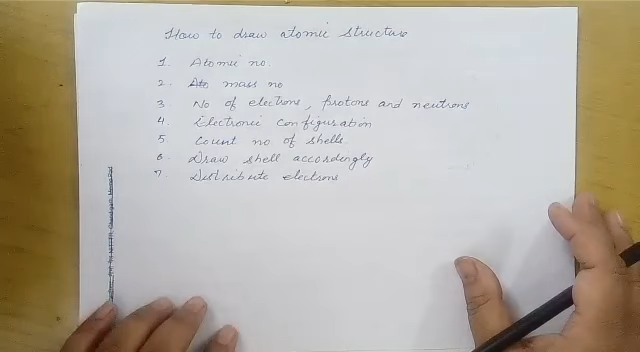 How to draw atomic structure
1. Atomic no
2. Ato mass no
3. No of electrons, protons and neutrons
4. Electronic configuration
5. Count no of shells
6. Draw shell accordingly
7. Distribute electrons